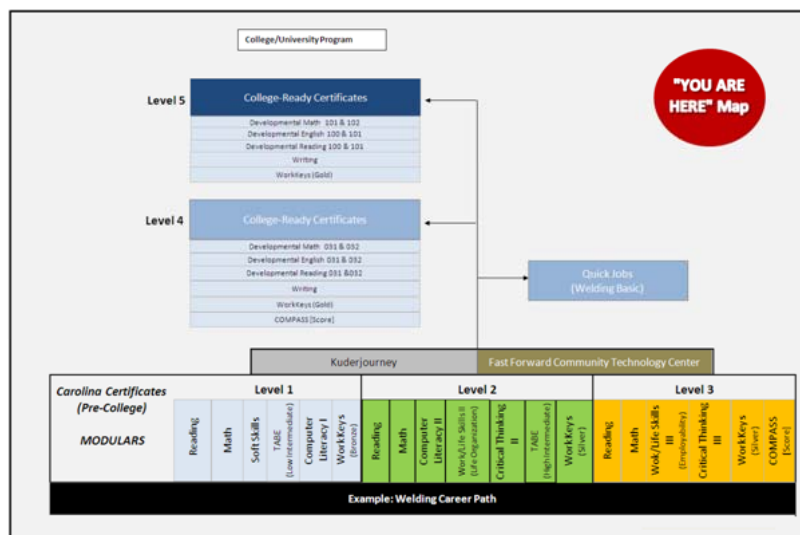 College/University Program
"YOU ARE
HERE" Map
Level 5
College-Ready Certificates
Developmental Math 101 & 102
Developmental English 100 & 101
Developmental Reading 100 & 101
Writing
WorkKeys (Gold)
Level 4
College-Ready Certificates
Developmental Math 031 & 032
Developmental English 031 & 032
Developmental Reading 031 &032
Writing
WorkKeys (Gold)
COMPASS (Score)
Quick Jobs
(Welding Basic)
Kuderjourney
Fast Forward Community Technology Center
Carolina Certificates
(Pre-College)
MODULARS
Level 1
Reading
Math
Soft Skills
TABE
(Low Intermediate)
Computer
Literacy I
WorkKeys
(Bronze)
Level 2
Reading
Math
Computer
Literacy II
Work/Life Skills II
(Life Organization)
Critical Thinking
II
TABE
(High Intermediate)
WorkKeys
(Silver)
Level 3
Reading
Math
Wok/Life Skills
III
(Employability)
Critical Thinking
III
WorkKeys
(Silver)
COMPASS
(Score)
Example: Welding Career Path